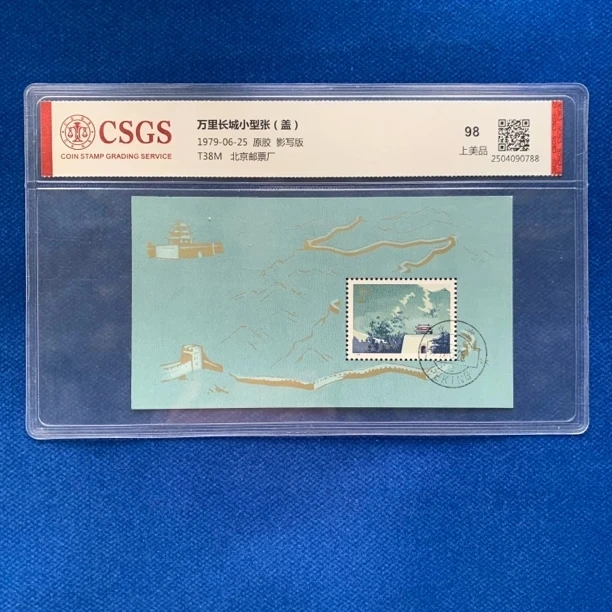 CSGS
COIN STAMP GRADING SERVICE
万里长城小型张（盖）
1979-06-25 原胶 影写版
T38M 北京邮票厂
98
上美品
2504090788
PEKING